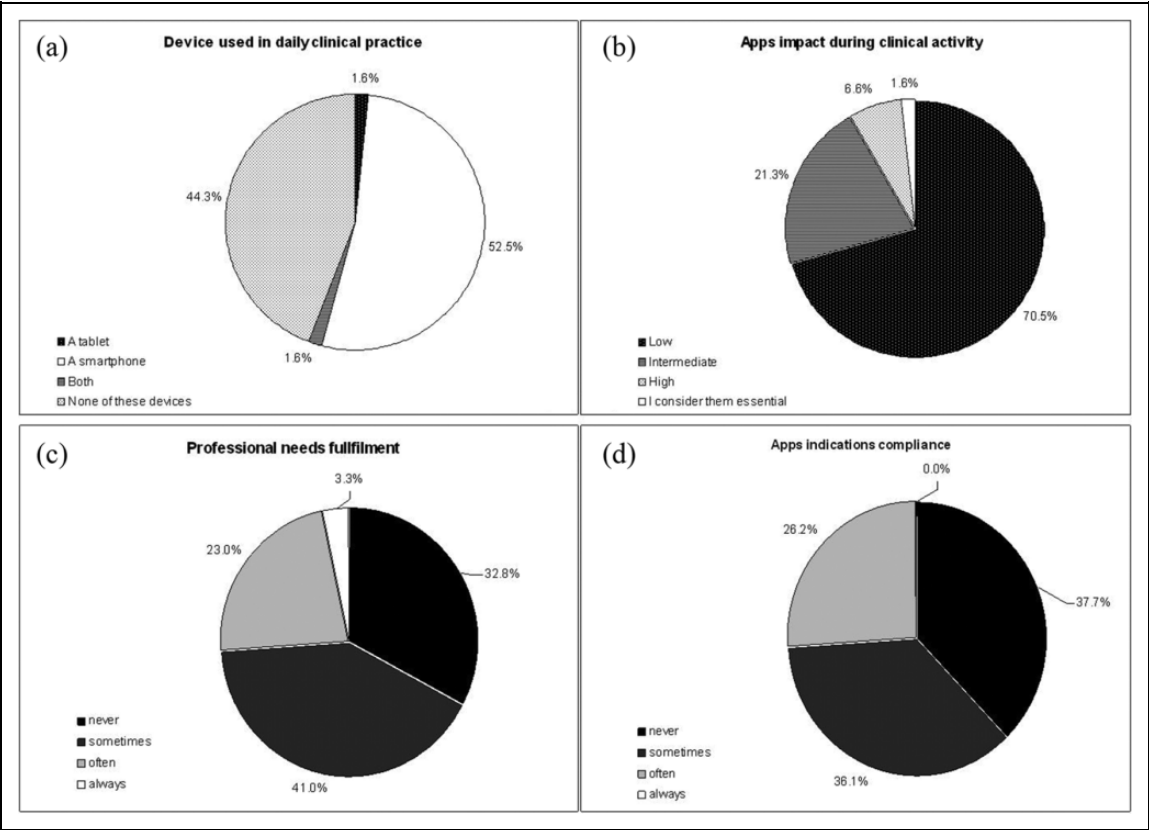 (a)
Device used in daily clinical practice
1.6%
44.3%
52.5%
1.6%
A tablet
A smartphone
Both
None of these devices
(b)
Apps impact during clinical activity
6.6%
1.6%
21.3%
70.5%
Low
Intermediate
High
I consider them essential
(c)
Professional needs fullfilment
3.3%
23.0%
32.8%
41.0%
never
sometimes
often
always
(d)
Apps indications compliance
0.0%
26.2%
37.7%
36.1%
never
sometimes
often
always